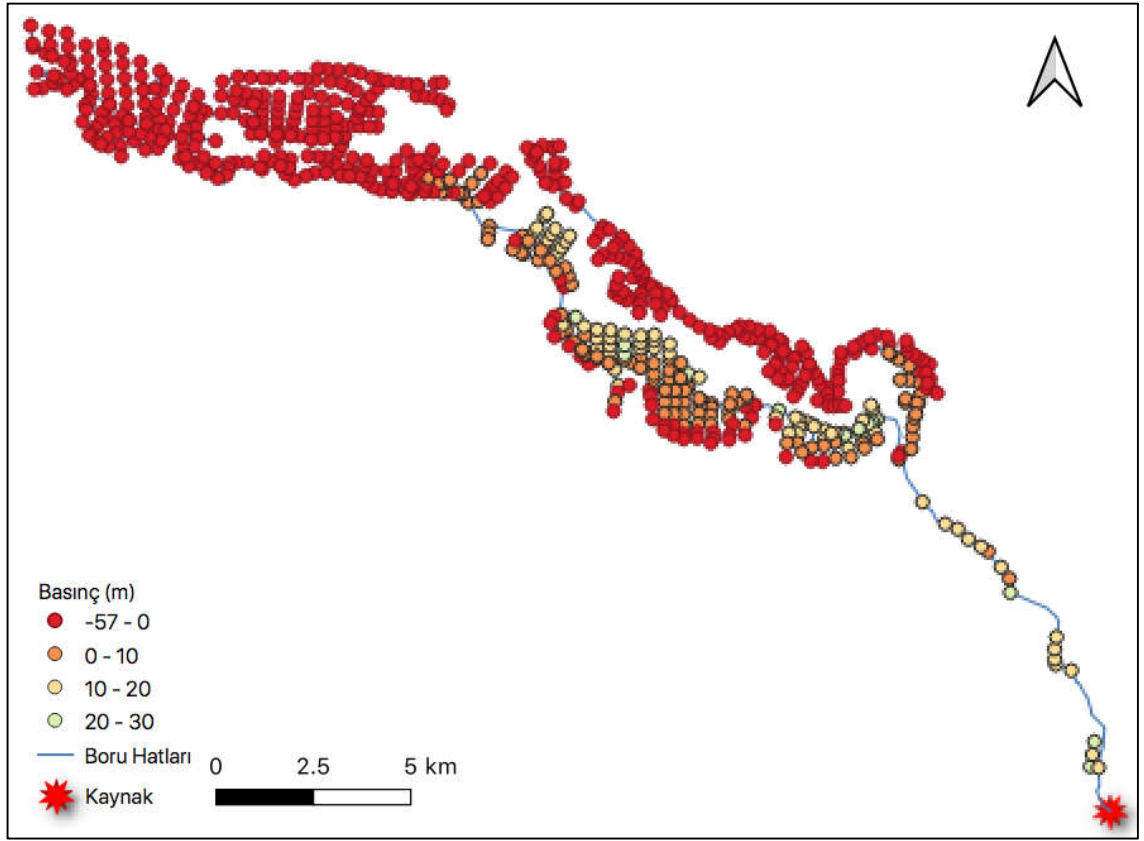 Basınç (m)
-57 - 0
0 - 10
10 - 20
20 - 30
Boru Hatları
Kaynak
0 2.5 5 km